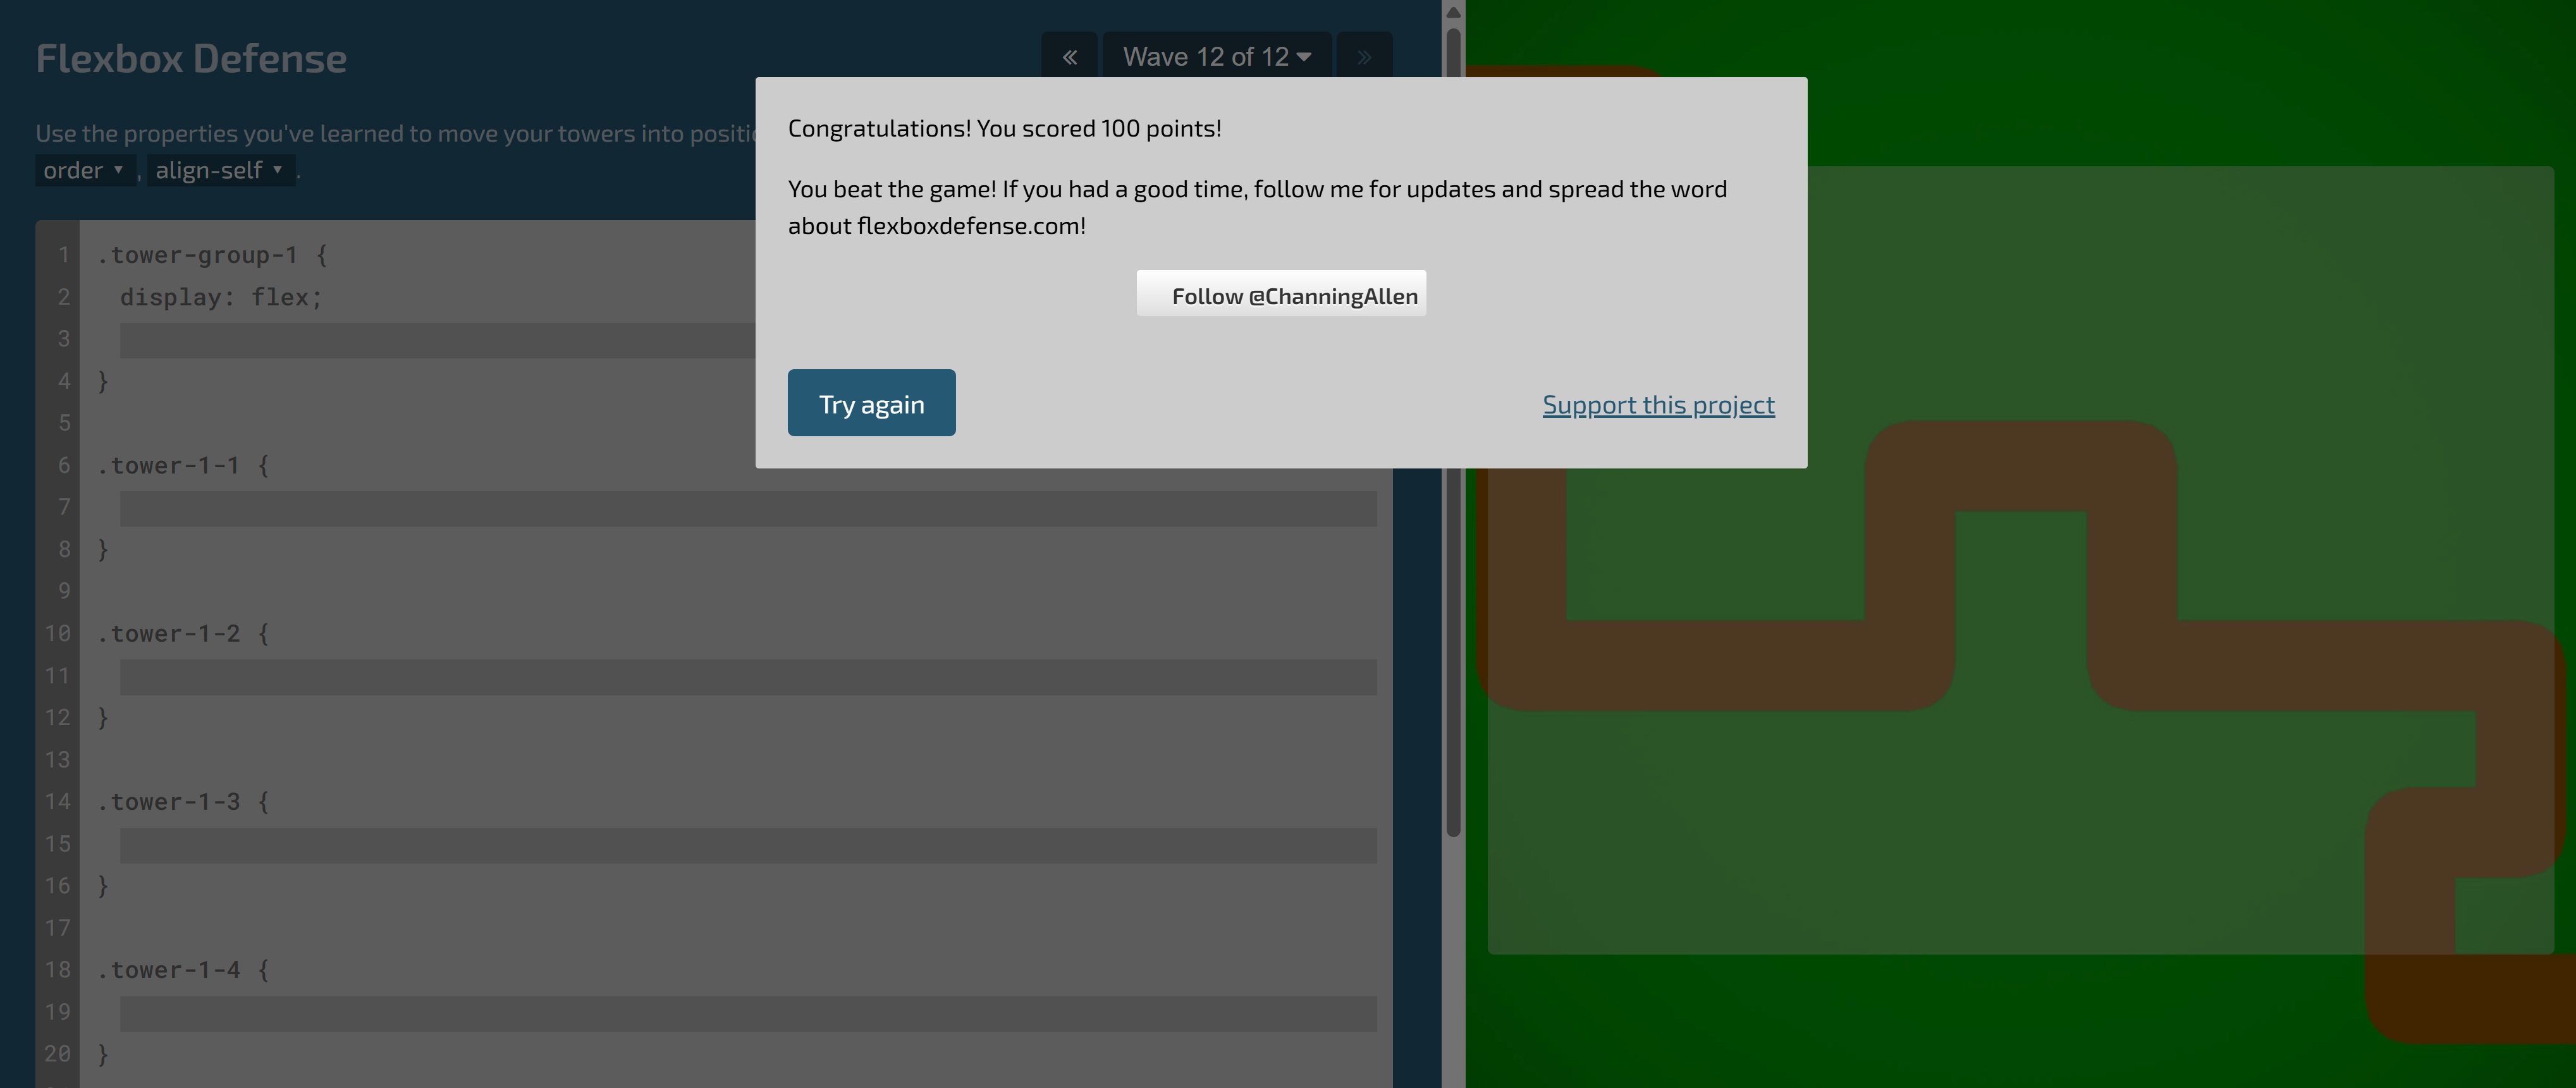 Flexbox Defense
Wave 12 of 12
Use the properties you've learned to move your towers into positi
order ▾ , align-self ▾ .
Congratulations! You scored 100 points!
You beat the game! If you had a good time, follow me for updates and spread the word
about flexboxdefense.com!
Follow @ChanningAllen
Try again
Support this project
1 .tower-group-1 {
2 display: flex;
3
4 }
5
6 .tower-1-1 {
7
8 }
9
10 .tower-1-2 {
11
12 }
13
14 .tower-1-3 {
15
16 }
17
18 .tower-1-4 {
19
20 }